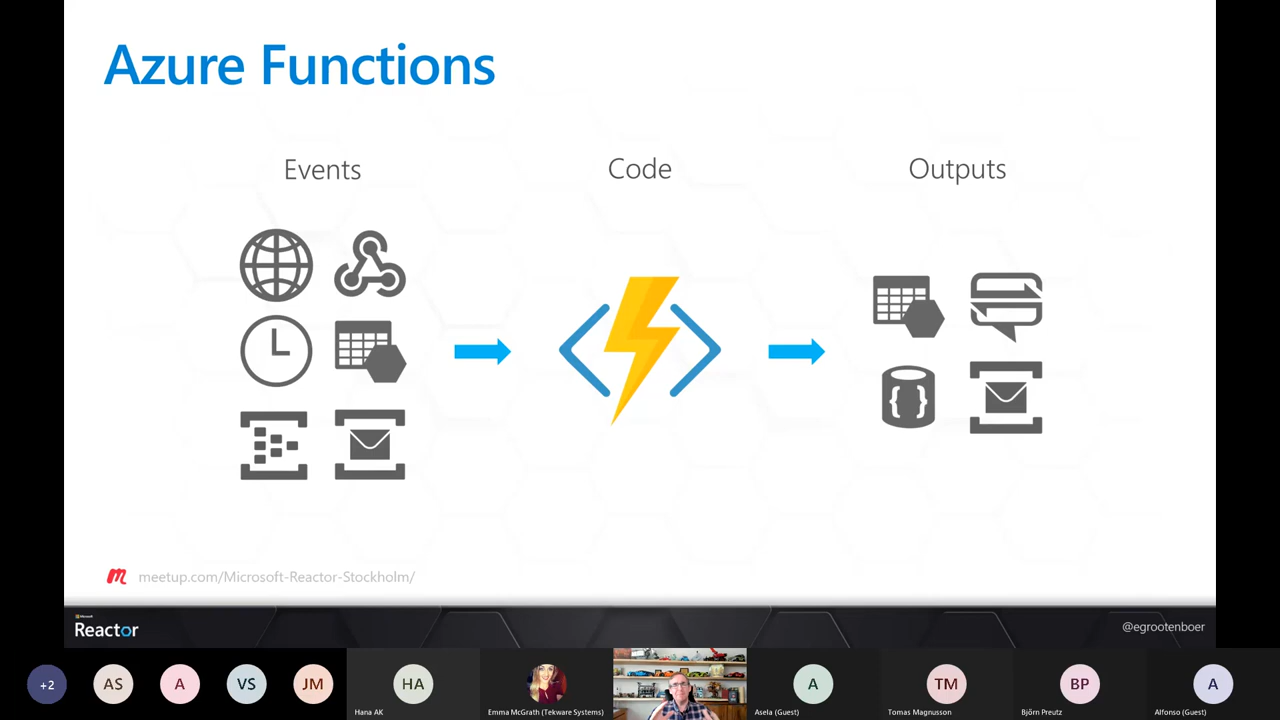 Azure Functions
Events
Code
Outputs
{ }
m meetup.com/Microsoft-Reactor-Stockholm/
Microsoft
Reactor
@egrootenboer
+2
AS
A
VS
JM
HA
Hana AK
Emma McGrath (Tekware Systems)
A
Asela (Guest)
TM
Tomas Magnusson
BP
Björn Preutz
A
Alfonso (Guest)